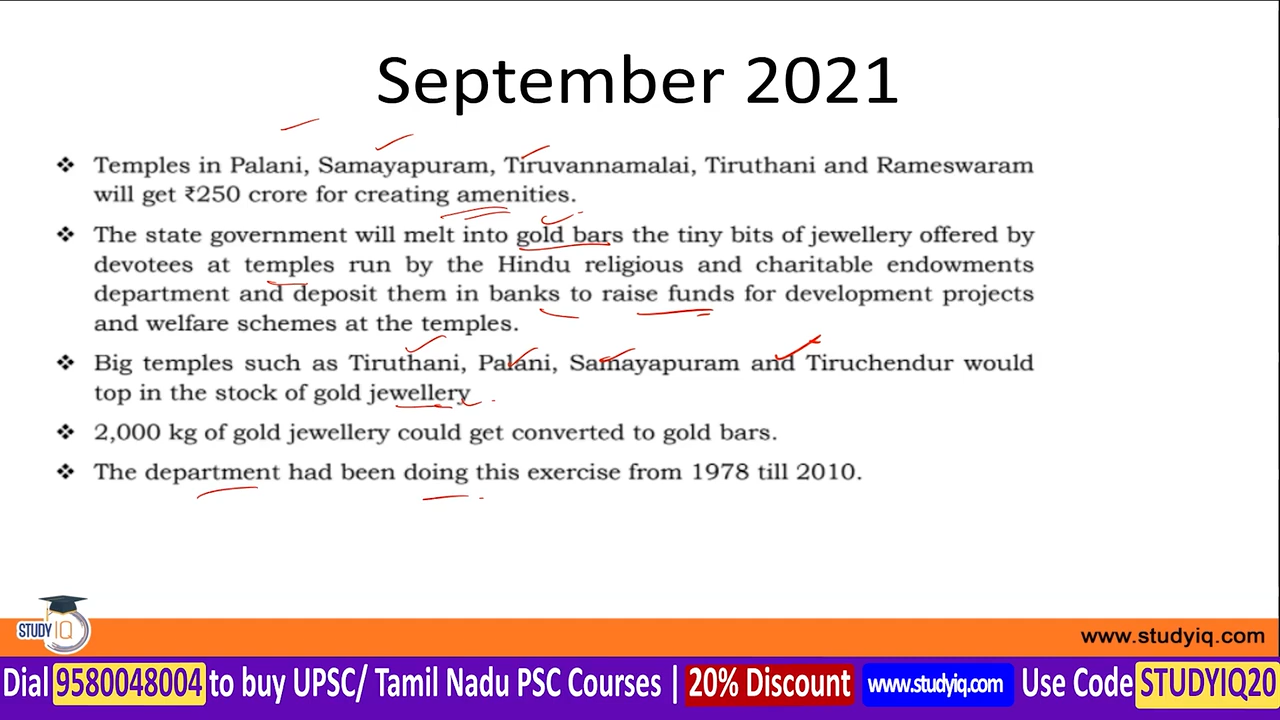 September 2021
❖ Temples in Palani, Samayapuram, Tiruvannamalai, Tiruthani and Rameswaram
will get ₹250 crore for creating amenities.
❖ The state government will melt into gold bars the tiny bits of jewellery offered by
devotees at temples run by the Hindu religious and charitable endowments
department and deposit them in banks to raise funds for development projects
and welfare schemes at the temples.
❖ Big temples such as Tiruthani, Palani, Samayapuram and Tiruchendur would
top in the stock of gold jewellery.
❖ 2,000 kg of gold jewellery could get converted to gold bars.
❖ The department had been doing this exercise from 1978 till 2010.
STUDY IQ
www.studyiq.com
Dial 9580048004 to buy UPSC/ Tamil Nadu PSC Courses | 20% Discount www.studyiq.com Use Code STUDYIQ20